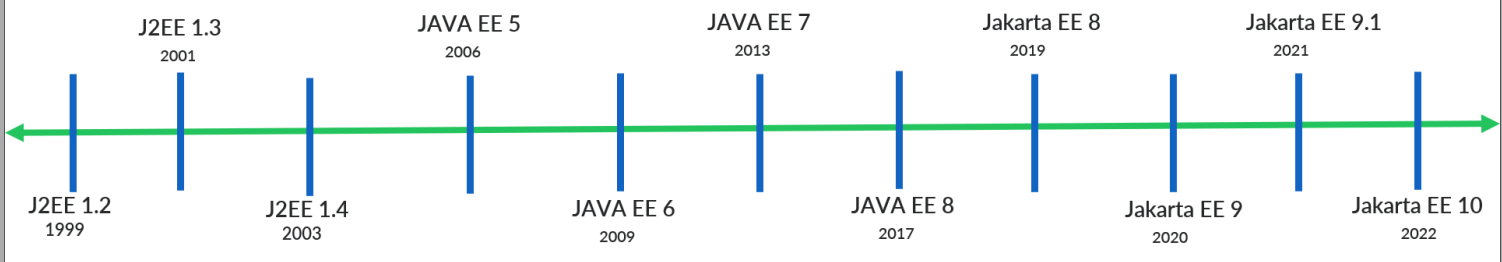 J2EE 1.2
1999
J2EE 1.3
2001
J2EE 1.4
2003
JAVA EE 5
2006
JAVA EE 6
2009
JAVA EE 7
2013
JAVA EE 8
2017
Jakarta EE 8
2019
Jakarta EE 9
2020
Jakarta EE 9.1
2021
Jakarta EE 10
2022